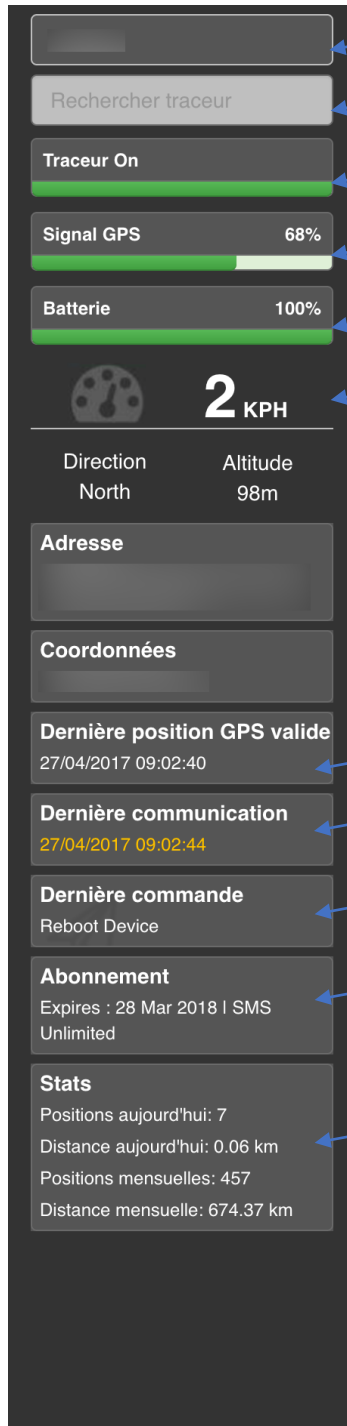 Rechercher traceur
Traceur On
Signal GPS 68%
Batterie 100%
2 KPH
Direction Altitude
North 98m
Adresse
Coordonnées
Dernière position GPS valide
27/04/2017 09:02:40
Dernière communication
27/04/2017 09:02:44
Dernière commande
Reboot Device
Abonnement
Expires : 28 Mar 2018 | SMS
Unlimited
Stats
Positions aujourd'hui: 7
Distance aujourd'hui: 0.06 km
Positions mensuelles: 457
Distance mensuelle: 674.37 km